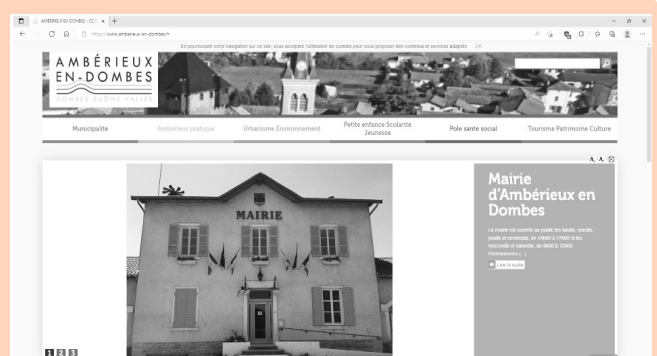 AMBERIEUX EN DOMBES - CC D
https://www.amberieux-en-dombes.fr
En poursuivant votre navigation sur ce site, vous acceptez l'utilisation de cookies pour vous proposer des contenus et services adaptés OK
AMBÉRIEUX
EN-DOMBES
DOMBES SAÔNE VALLÉE
Municipalité
Ambérieux pratique
Urbanisme Environnement
Petite enfance Scolarité
Jeunesse
Pole santé social
Tourisme Patrimoine Culture
Mairie
d'Ambérieux en
Dombes
La mairie est ouverte au public les lundis, mardis,
jeudis et vendredis, de 14h00 à 17h00 et les
mercredis et samedis, de 9h00 à 12h00
Permanences (...)
Lire la suite
MAIRIE
1 2 3